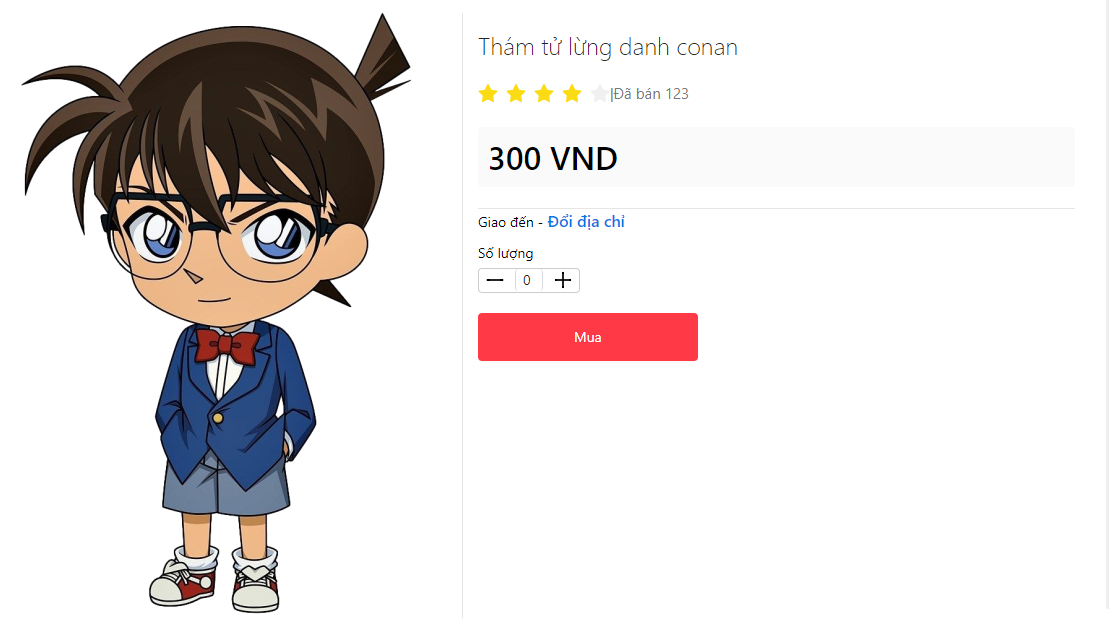 Thám tử lừng danh conan
|Đã bán 123
300 VND
Giao đến - Đổi địa chỉ
Số lượng
0
Mua